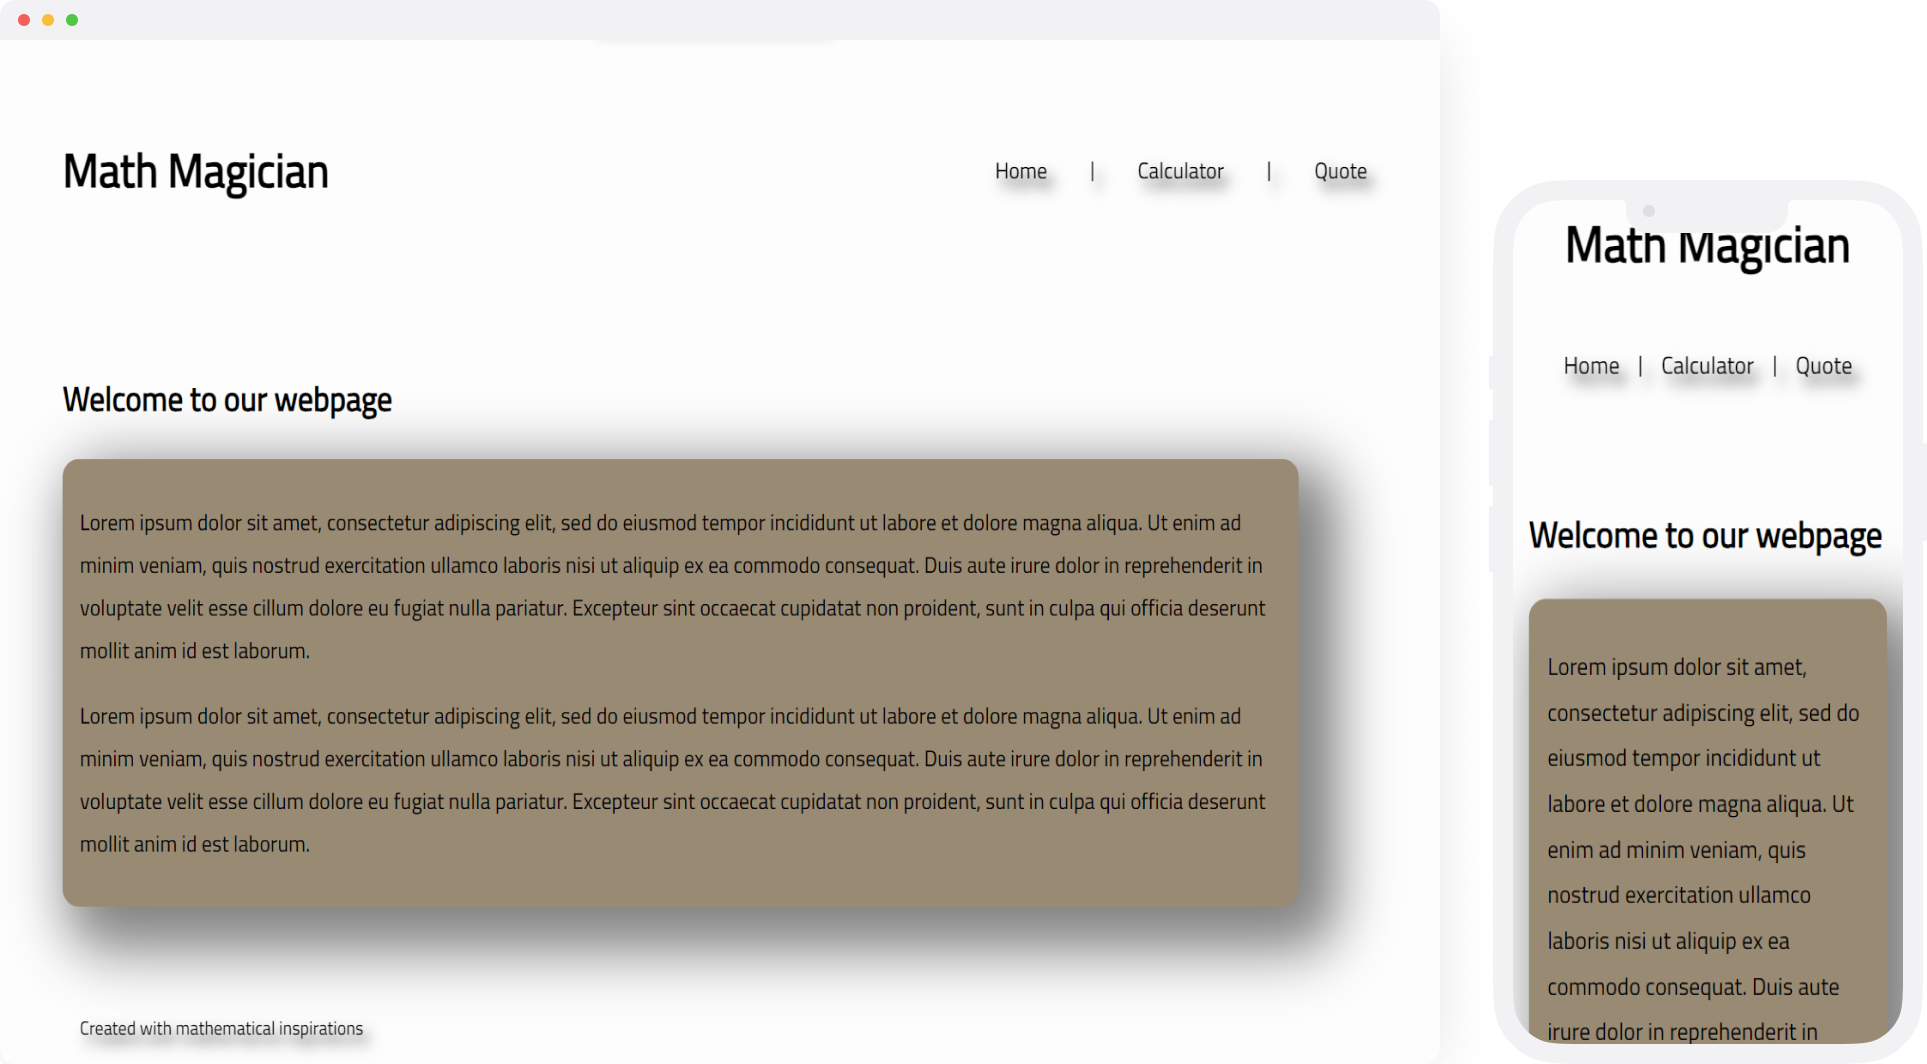 Math Magician
Home | Calculator | Quote
Welcome to our webpage
Lorem ipsum dolor sit amet, consectetur adipiscing elit, sed do eiusmod tempor incididunt ut labore et dolore magna aliqua. Ut enim ad
minim veniam, quis nostrud exercitation ullamco laboris nisi ut aliquip ex ea commodo consequat. Duis aute irure dolor in reprehenderit in
voluptate velit esse cillum dolore eu fugiat nulla pariatur. Excepteur sint occaecat cupidatat non proident, sunt in culpa qui officia deserunt
mollit anim id est laborum.
Lorem ipsum dolor sit amet, consectetur adipiscing elit, sed do eiusmod tempor incididunt ut labore et dolore magna aliqua. Ut enim ad
minim veniam, quis nostrud exercitation ullamco laboris nisi ut aliquip ex ea commodo consequat. Duis aute irure dolor in reprehenderit in
voluptate velit esse cillum dolore eu fugiat nulla pariatur. Excepteur sint occaecat cupidatat non proident, sunt in culpa qui officia deserunt
mollit anim id est laborum.
Created with mathematical inspirations
Math Magician
Home | Calculator | Quote
Welcome to our webpage
Lorem ipsum dolor sit amet,
consectetur adipiscing elit, sed do
eiusmod tempor incididunt ut
labore et dolore magna aliqua. Ut
enim ad minim veniam, quis
nostrud exercitation ullamco
laboris nisi ut aliquip ex ea
commodo consequat. Duis aute
irure dolor in reprehenderit in